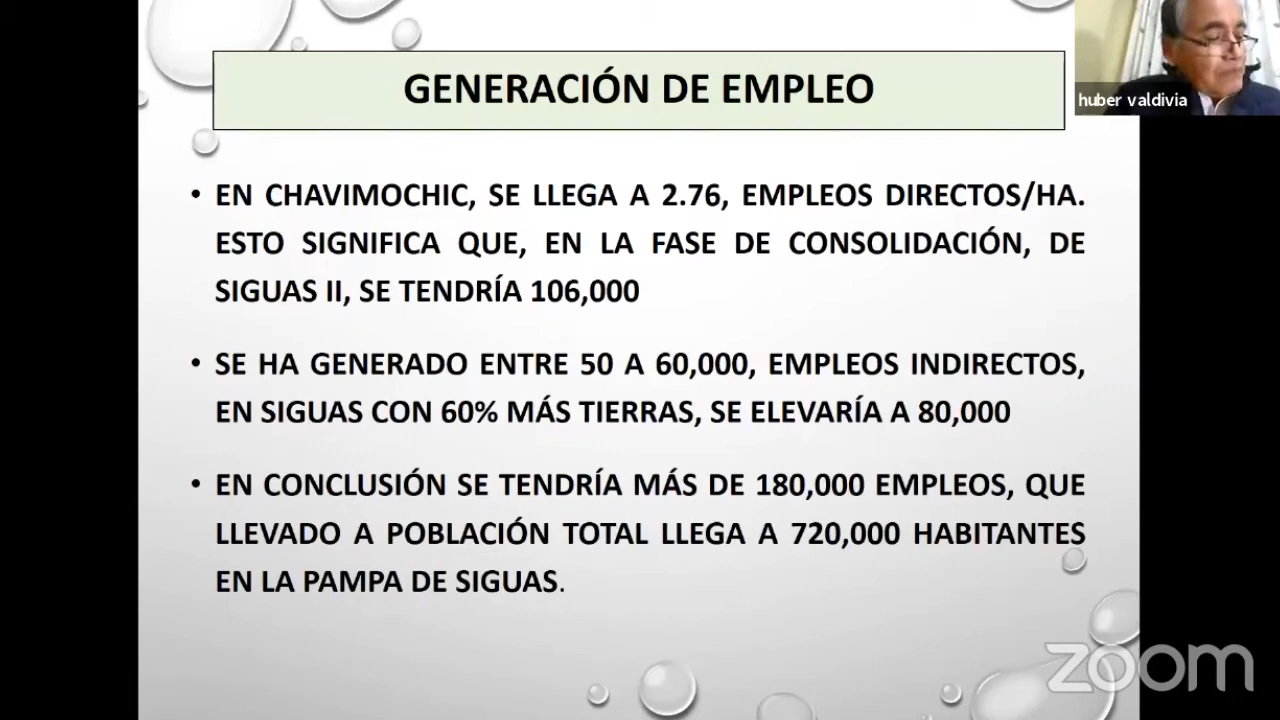 GENERACIÓN DE EMPLEO
huber valdivia
• EN CHAVIMOCHIC, SE LLEGA A 2.76, EMPLEOS DIRECTOS/HA.
ESTO SIGNIFICA QUE, EN LA FASE DE CONSOLIDACIÓN, DE
SIGUAS II, SE TENDRÍA 106,000
• SE HA GENERADO ENTRE 50 A 60,000, EMPLEOS INDIRECTOS,
EN SIGUAS CON 60% MÁS TIERRAS, SE ELEVARÍA A 80,000
• EN CONCLUSIÓN SE TENDRÍA MÁS DE 180,000 EMPLEOS, QUE
LLEVADO A POBLACIÓN TOTAL LLEGA A 720,000 HABITANTES
EN LA PAMPA DE SIGUAS.
zoom